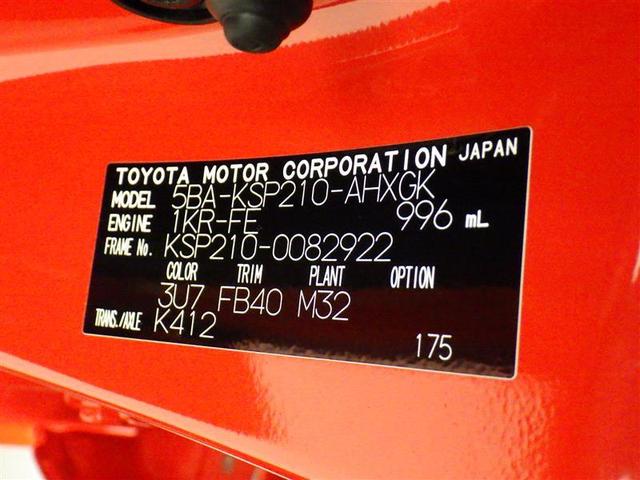 TOYOTA MOTOR CORPORATION JAPAN
MODEL 5BA-KSP210-AHXGK
ENGINE 1KR-FE 996 mL
FRAME No. KSP210-0082922
COLOR TRIM PLANT OPTION
3U7 FB40 M32
TRANS./AXLE K412
175